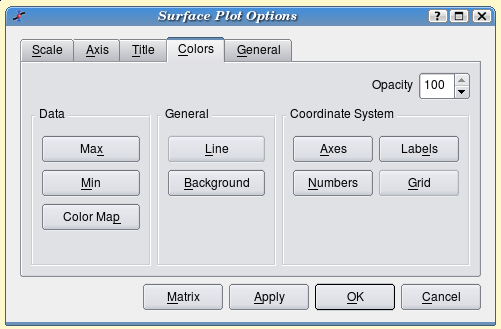 Surface Plot Options
Scale Axis Title Colors General
Opacity 100
Data General Coordinate System
Max Line Axes Labels
Min Background Numbers Grid
Color Map
Matrix Apply OK Cancel